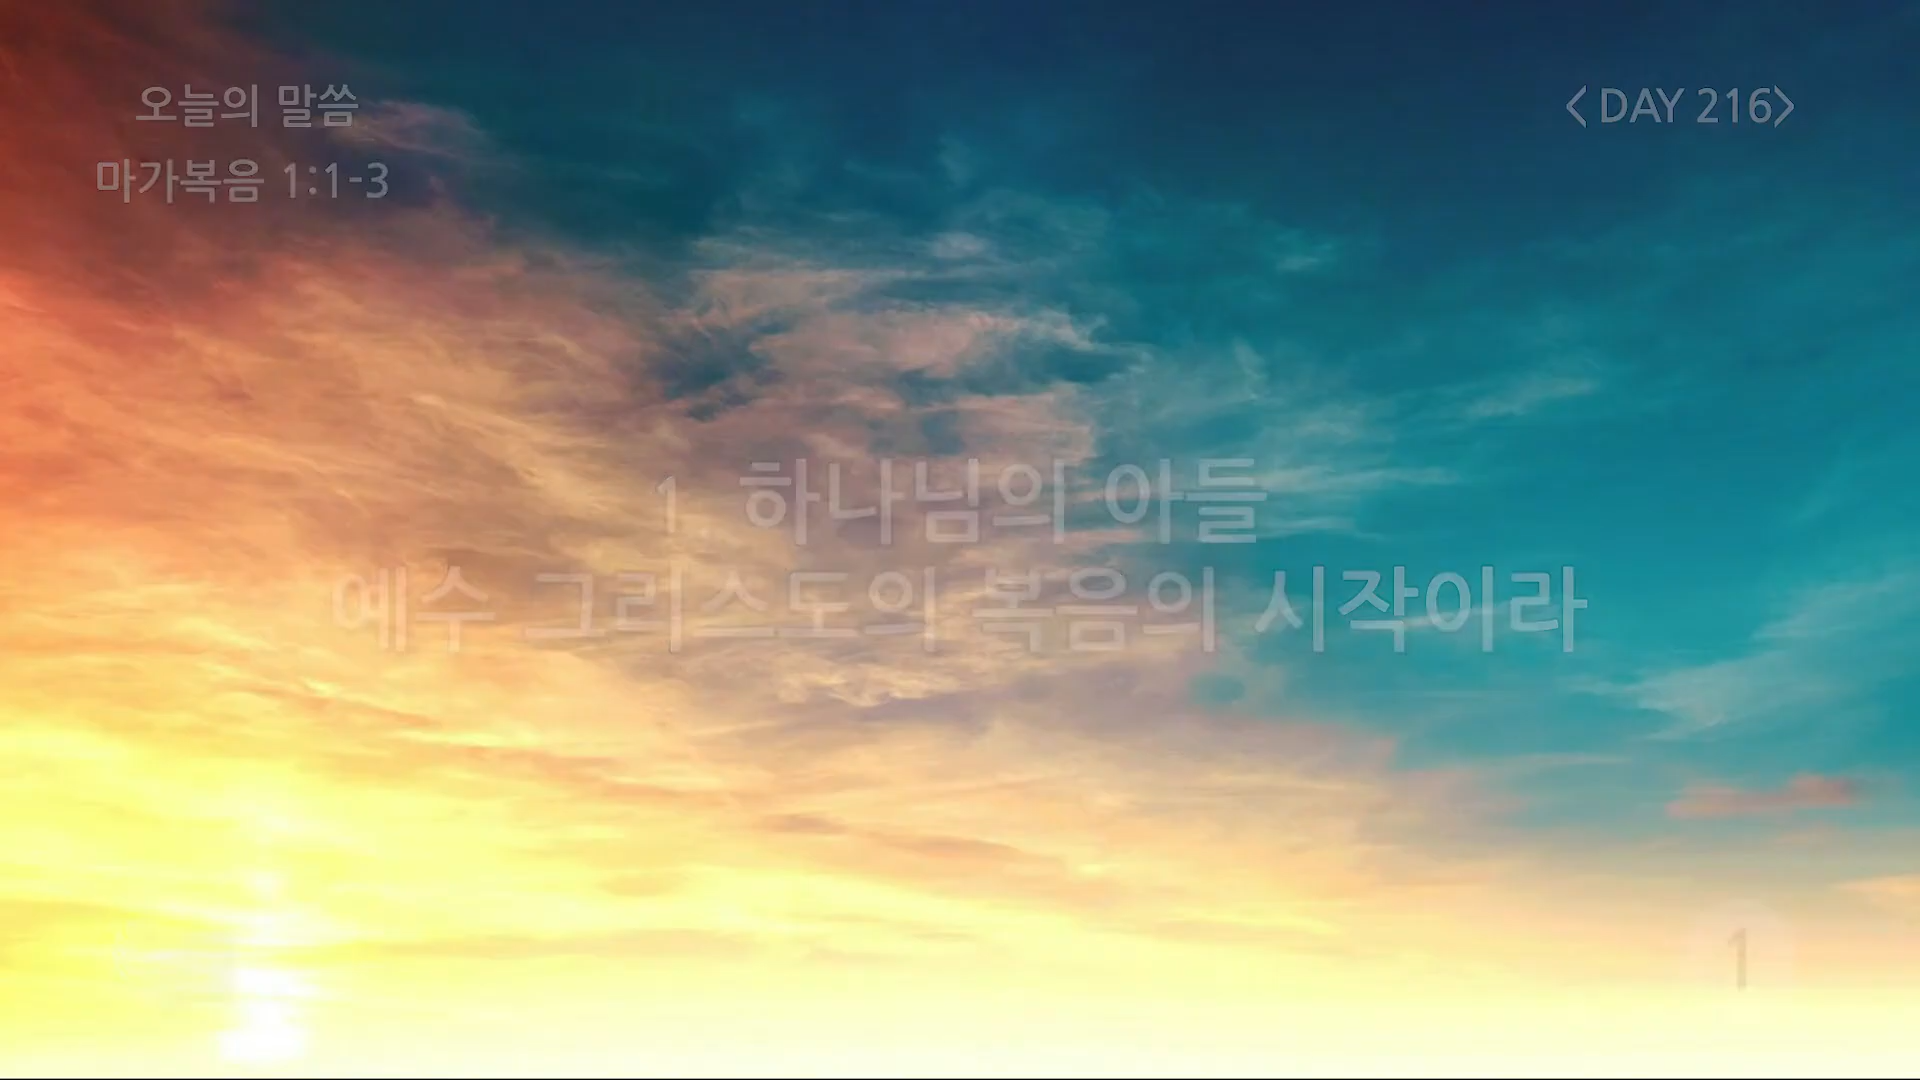 오늘의 말씀
마가복음 1:1-3
<DAY 216>
1 하나님의 아들
예수 그리스도의 복음의 시작이라
1